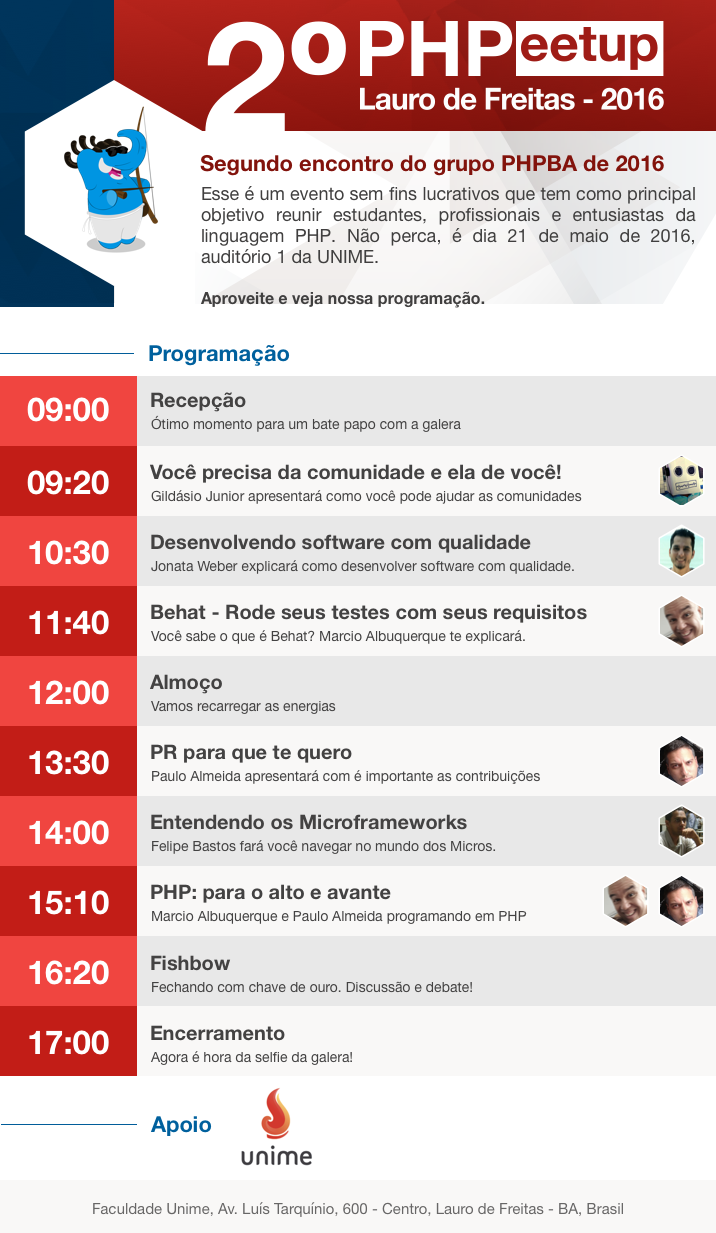 2º PHPeetup
Lauro de Freitas - 2016
Segundo encontro do grupo PHPBA de 2016
Esse é um evento sem fins lucrativos que tem como principal
objetivo reunir estudantes, profissionais e entusiastas da
linguagem PHP. Não perca, é dia 21 de maio de 2016,
auditório 1 da UNIME.
Aproveite e veja nossa programação.
Programação
09:00
Recepção
Ótimo momento para um bate papo com a galera
09:20
Você precisa da comunidade e ela de você!
Gildásio Junior apresentará como você pode ajudar as comunidades
10:30
Desenvolvendo software com qualidade
Jonata Weber explicará como desenvolver software com qualidade.
11:40
Behat - Rode seus testes com seus requisitos
Você sabe o que é Behat? Marcio Albuquerque te explicará.
12:00
Almoço
Vamos recarregar as energias
13:30
PR para que te quero
Paulo Almeida apresentará com é importante as contribuições
14:00
Entendendo os Microframeworks
Felipe Bastos fará você navegar no mundo dos Micros.
15:10
PHP: para o alto e avante
Marcio Albuquerque e Paulo Almeida programando em PHP
16:20
Fishbow
Fechando com chave de ouro. Discussão e debate!
17:00
Encerramento
Agora é hora da selfie da galera!
Apoio
unime
Faculdade Unime, Av. Luís Tarquínio, 600 - Centro, Lauro de Freitas - BA, Brasil